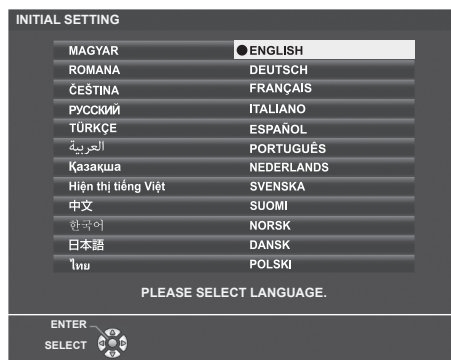 INITIAL SETTING
MAGYAR ENGLISH
ROMANA DEUTSCH
ČEŠTINA FRANÇAIS
РУССКИЙ ITALIANO
TÜRKÇE ESPAÑOL
العربية PORTUGUÊS
Қазақша NEDERLANDS
Hiện thị tiếng Việt SVENSKA
中文 SUOMI
한국어 NORSK
日本語 DANSK
ไทย POLSKI
PLEASE SELECT LANGUAGE.
ENTER
SELECT